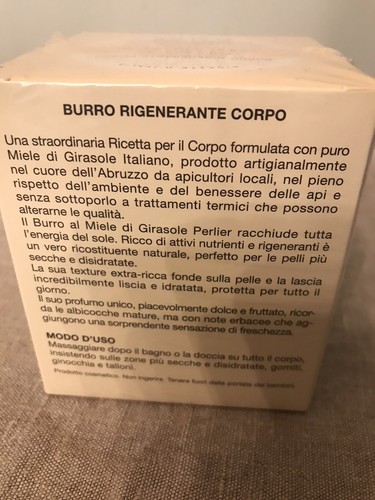 BURRO RIGENERANTE CORPO
Una straordinaria Ricetta per il Corpo formulata con puro
Miele di Girasole Italiano, prodotto artigianalmente
nel cuore dell'Abruzzo da apicoltori locali, nel pieno
rispetto dell'ambiente e del benessere delle api e
senza sottoporlo a trattamenti termici che possono
alterarne le qualità.
Il Burro al Miele di Girasole Perlier racchiude tutta
l'energia del sole. Ricco di attivi nutrienti e rigeneranti è
un vero ricostituente naturale, perfetto per le pelli più
secche e disidratate.
La sua texture extra-ricca fonde sulla pelle e la lascia
incredibilmente liscia e idratata, protetta per tutto il
giorno.
Il suo profumo unico, piacevolmente dolce e fruttato, ricor-
da le albicocche mature, ma con note erbacee che ag-
giungono una sorprendente sensazione di freschezza.
MODO D'USO
Massaggiare dopo il bagno o la doccia su tutto il corpo,
insistendo sulle zone più secche e disidratate, gomiti,
ginocchia e talloni.
Prodotto cosmetico. Non ingerire. Tenere fuori dalla portata dei bambini.